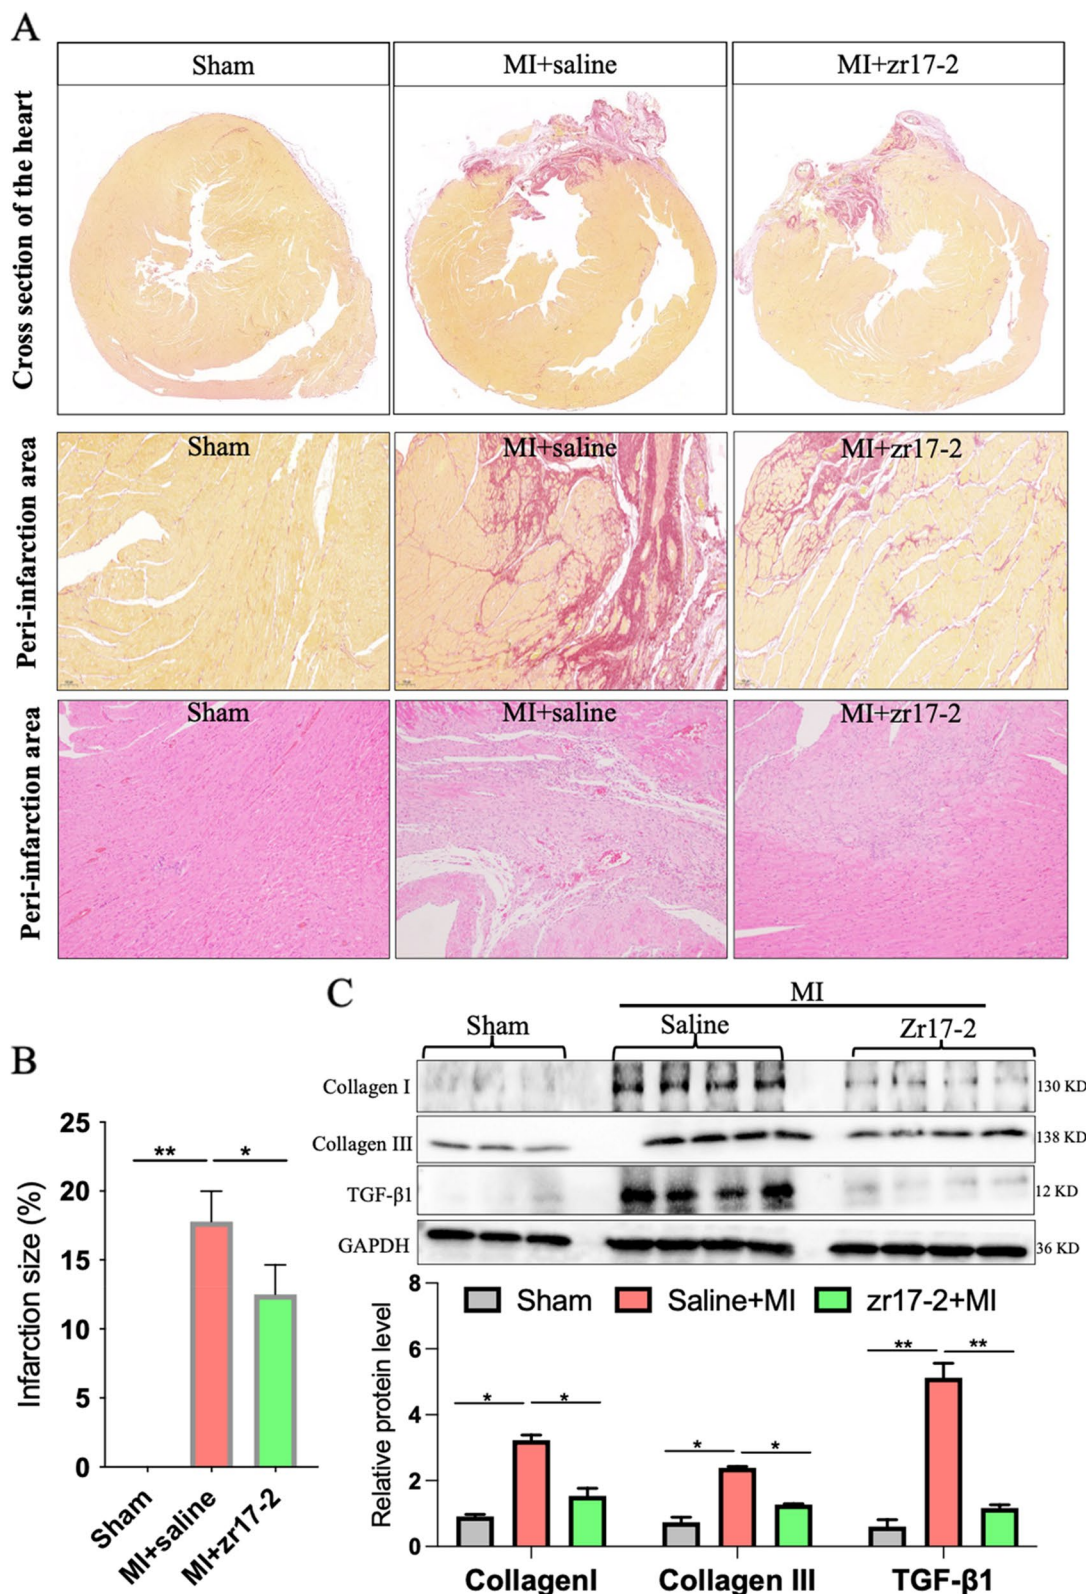 A
Sham
MI+saline
MI+zr17-2
Cross section of the heart
Sham
MI+saline
MI+zr17-2
Peri-infarction area
Sham
MI+saline
MI+zr17-2
Peri-infarction area
B
25
20
15
10
5
0
Infarction size (%)
**
*
Sham
MI+saline
MI+zr17-2
C
MI
Sham
Saline
Zr17-2
Collagen I
130 KD
Collagen III
138 KD
TGF-β1
12 KD
GAPDH
36 KD
8
6
4
2
0
Relative protein level
Sham
Saline+MI
zr17-2+MI
*
*
*
*
**
**
CollagenI
Collagen III
TGF-β1